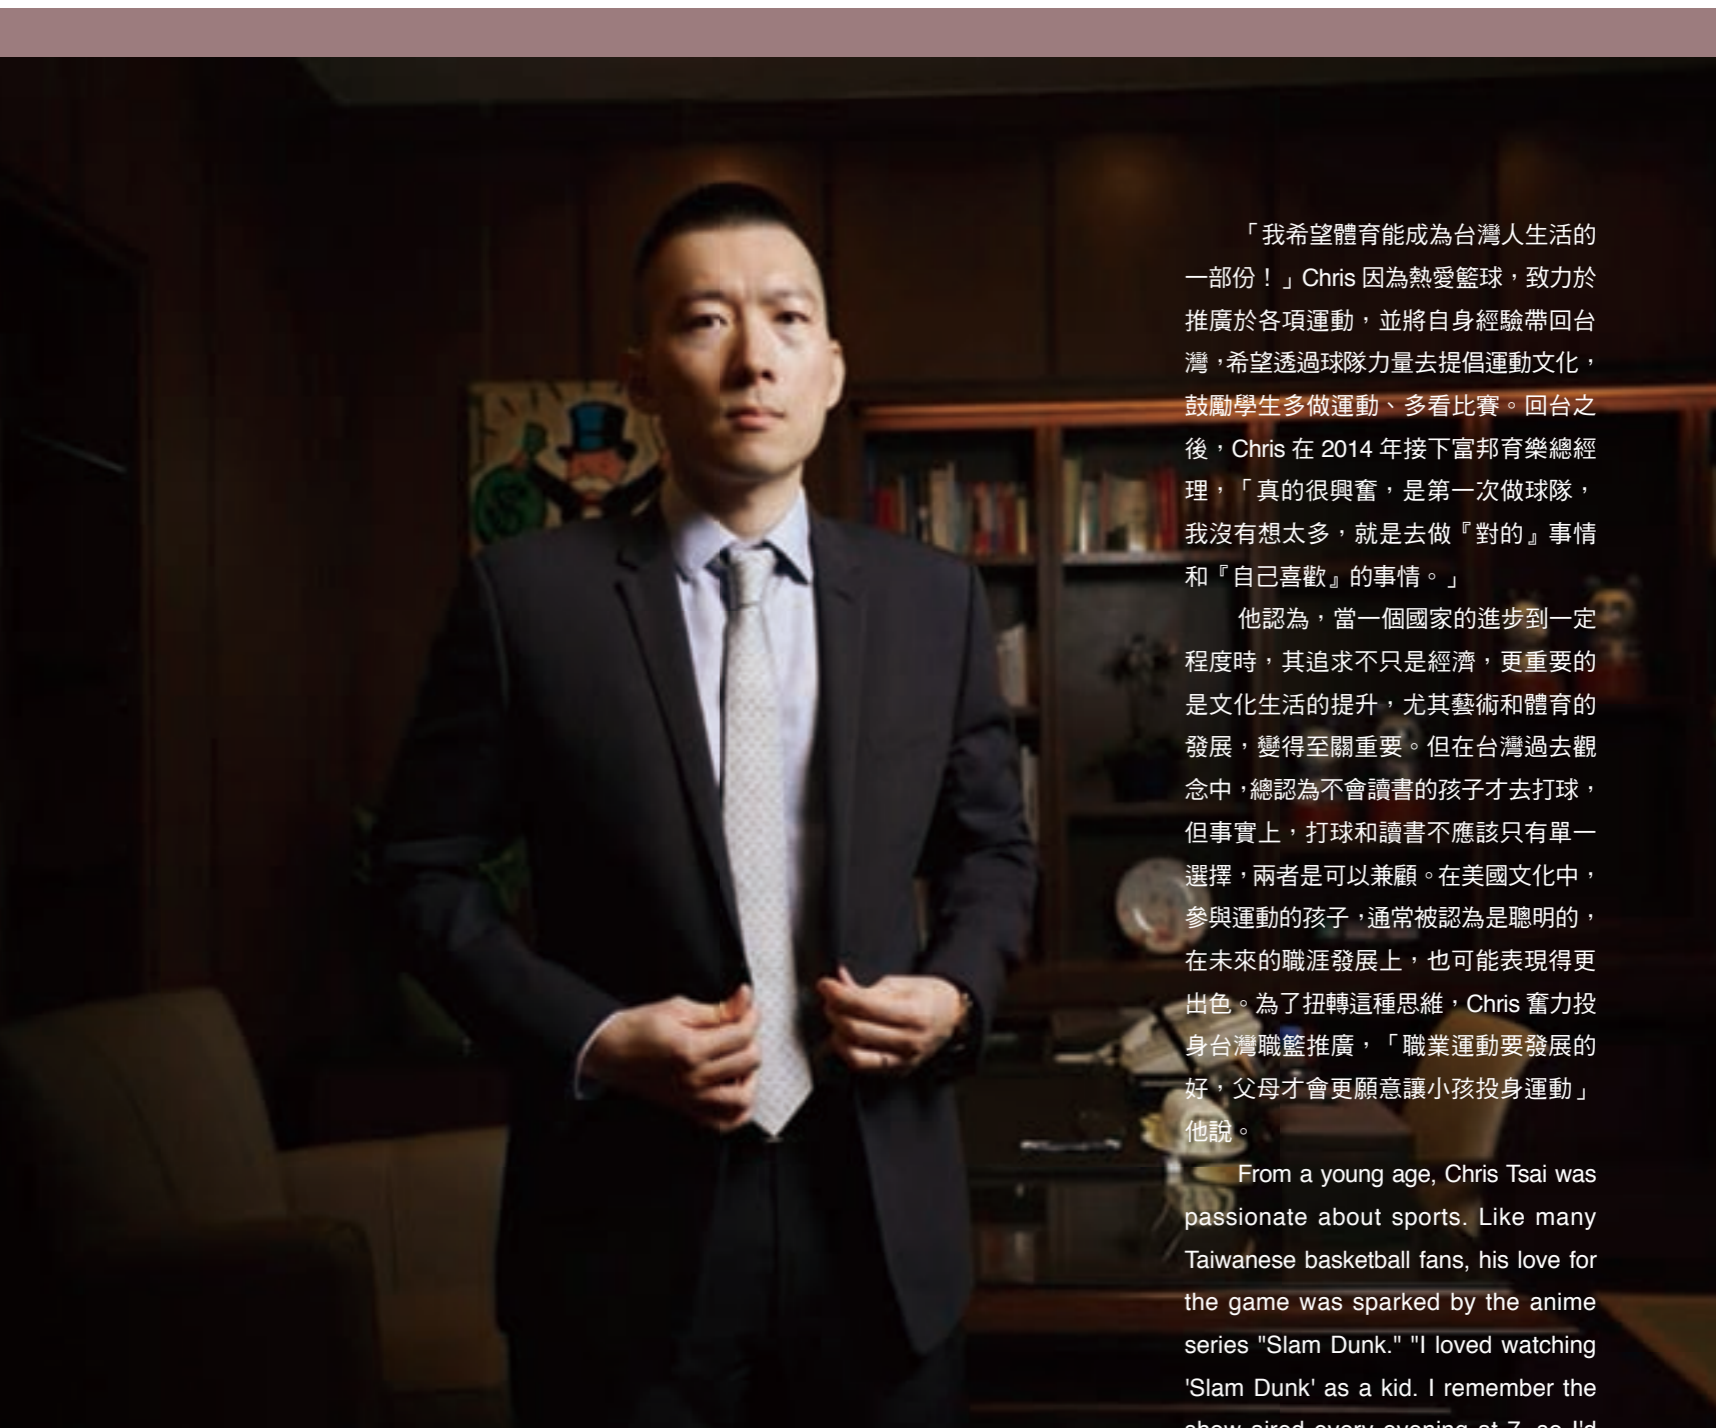 「我希望體育能成為台灣人生活的
一部份！」Chris 因為熱愛籃球，致力於
推廣於各項運動，並將自身經驗帶回台
灣，希望透過球隊力量去提倡運動文化，
鼓勵學生多做運動、多看比賽。回台之
後，Chris 在 2014 年接下富邦育樂總經
理，「真的很興奮，是第一次做球隊，
我沒有想太多，就是去做『對的』事情
和『自己喜歡』的事情。」
他認為，當一個國家的進步到一定
程度時，其追求不只是經濟，更重要的
是文化生活的提升，尤其藝術和體育的
發展，變得至關重要。但在台灣過去觀
念中，總認為不會讀書的孩子才去打球，
但事實上，打球和讀書不應該只有單一
選擇，兩者是可以兼顧。在美國文化中，
參與運動的孩子，通常被認為是聰明的，
在未來的職涯發展上，也可能表現得更
出色。為了扭轉這種思維，Chris 奮力投
身台灣職籃推廣，「職業運動要發展的
好，父母才會更願意讓小孩投身運動」
他說。
From a young age, Chris Tsai was
passionate about sports. Like many
Taiwanese basketball fans, his love for
the game was sparked by the anime
series "Slam Dunk." "I loved watching
'Slam Dunk' as a kid. I remember the
show aired every evening at 7, so I'd